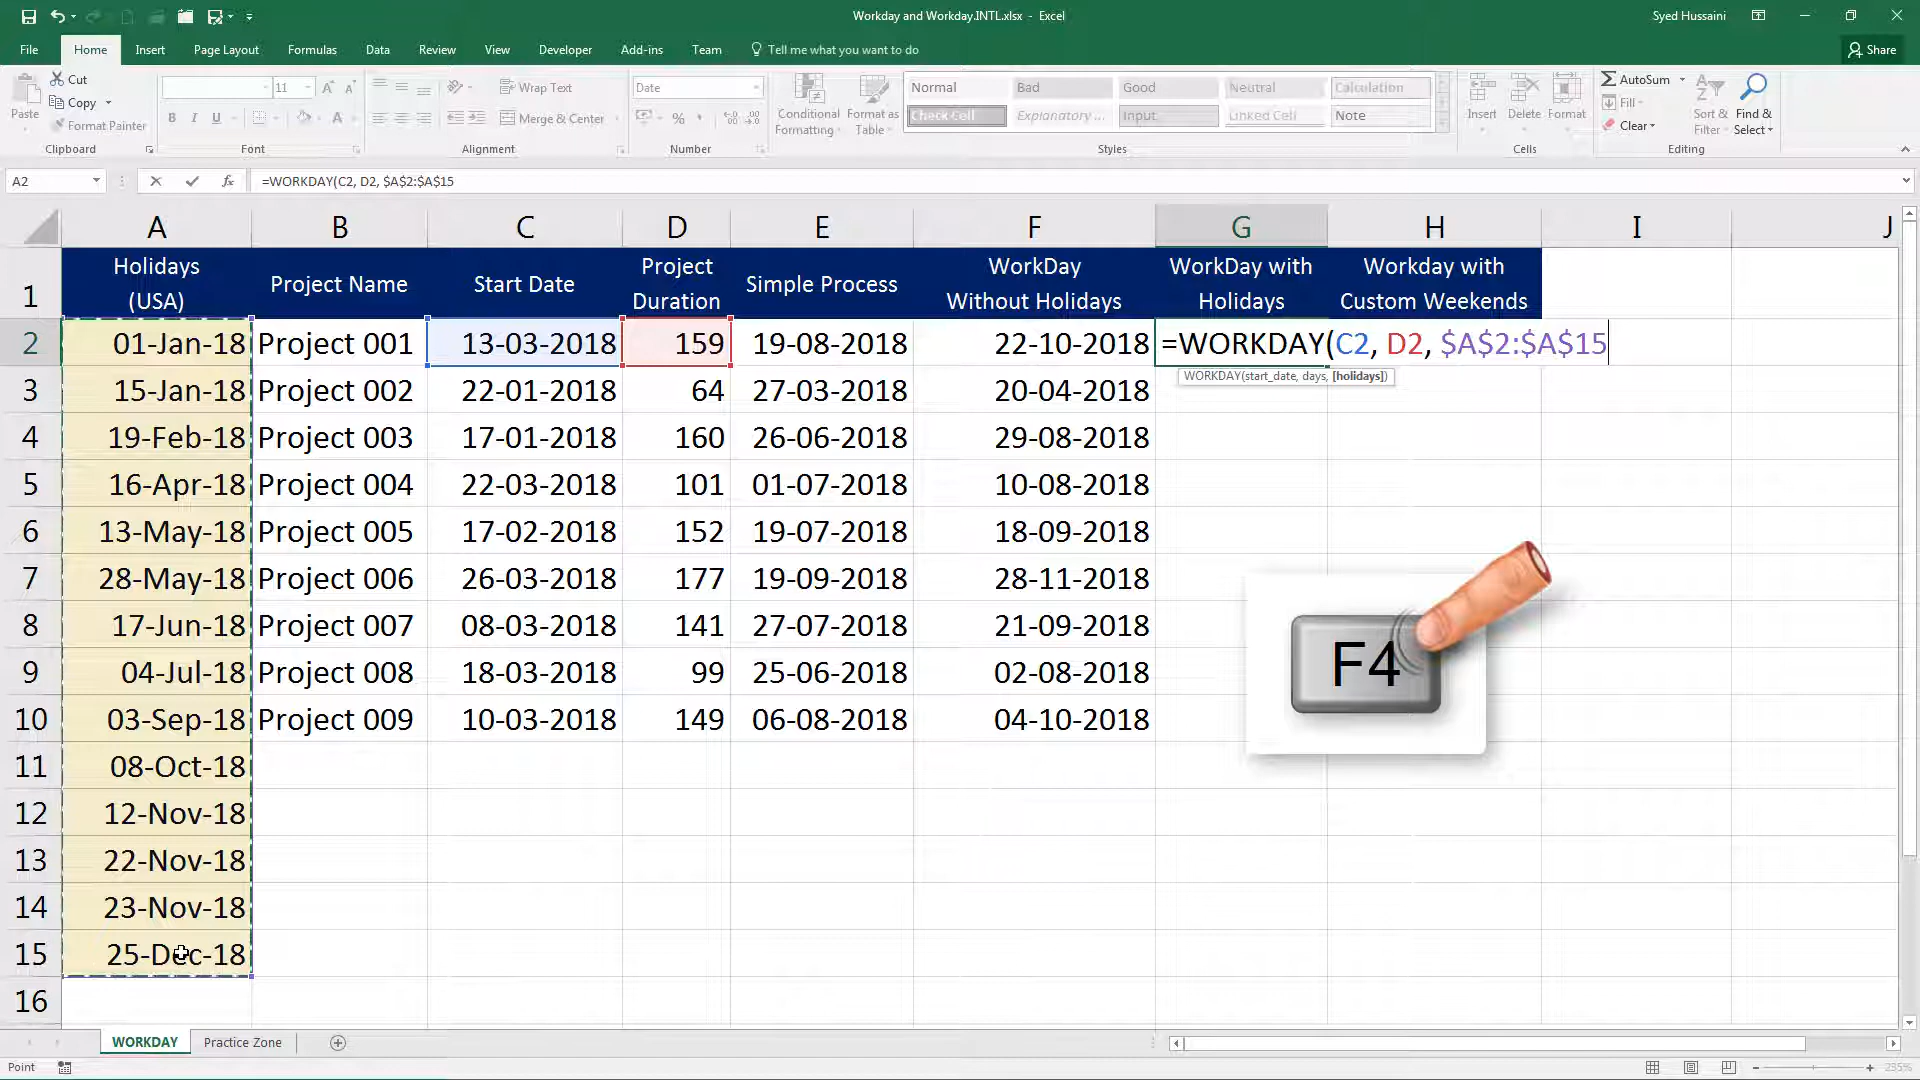 Workday and Workday.INTL.xlsx - Excel
Syed Hussaini
File Home Insert Page Layout Formulas Data Review View Developer Add-ins Team Tell me what you want to do Share
Paste
Cut
Copy
Format Painter
Clipboard
11
B I U
Font
Wrap Text
Merge & Center
Alignment
Date
%
Number
Conditional Formatting
Format as Table
Normal Bad Good Neutral Calculation
Check Cell Explanatory ... Input Linked Cell Note
Styles
Insert Delete Format
Cells
AutoSum
Fill
Clear
Sort & Filter
Find & Select
Editing
A2 fx =WORKDAY(C2, D2, $A$2:$A$15
A B C D E F G H I J
1 Holidays (USA) Project Name Start Date Project Duration Simple Process WorkDay Without Holidays WorkDay with Holidays Workday with Custom Weekends
2 01-Jan-18 Project 001 13-03-2018 159 19-08-2018 22-10-2018 =WORKDAY(C2, D2, $A$2:$A$15
WORKDAY(start_date, days, [holidays])
3 15-Jan-18 Project 002 22-01-2018 64 27-03-2018 20-04-2018
4 19-Feb-18 Project 003 17-01-2018 160 26-06-2018 29-08-2018
5 16-Apr-18 Project 004 22-03-2018 101 01-07-2018 10-08-2018
6 13-May-18 Project 005 17-02-2018 152 19-07-2018 18-09-2018
7 28-May-18 Project 006 26-03-2018 177 19-09-2018 28-11-2018
8 17-Jun-18 Project 007 08-03-2018 141 27-07-2018 21-09-2018
9 04-Jul-18 Project 008 18-03-2018 99 25-06-2018 02-08-2018
10 03-Sep-18 Project 009 10-03-2018 149 06-08-2018 04-10-2018
F4
11 08-Oct-18
12 12-Nov-18
13 22-Nov-18
14 23-Nov-18
15 25-Dec-18
16
WORKDAY Practice Zone
Point
235%